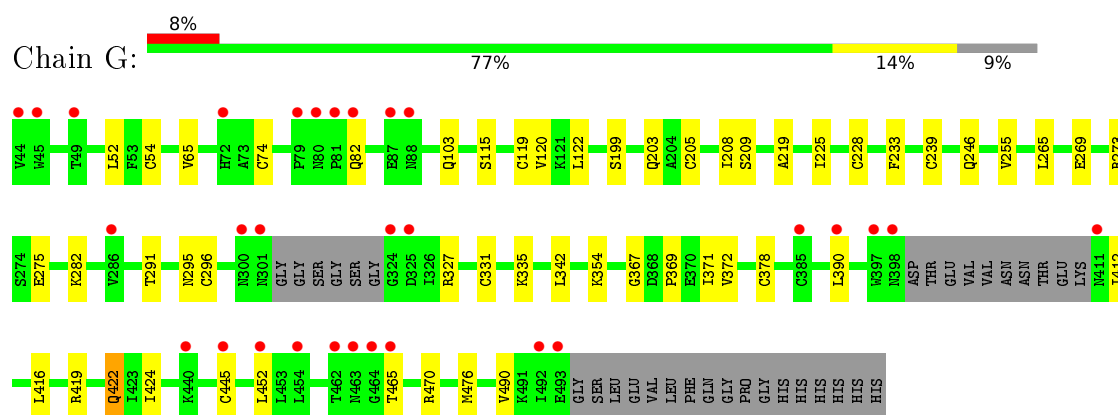 8%
Chain G:
77% 14% 9%
V44 W45 T49 L52 F53 C54 V65 H72 A73 C74 P79 N80 P81 Q82 E87 N88 Q103 S115 C119 V120 K121 L122 S199 Q203 A204 C205 I208 S209 A219 I225 C228 F233 C239 Q246 V255 L265 E269 R273
S274 E275 K282 V286 T291 N295 C296 N300 N301 GLY GLY SER GLY SER GLY G324 D325 I326 R327 C331 K335 L342 K354 G367 D368 P369 E370 I371 V372 C378 C385 L390 W397 N398 ASP THR GLU VAL VAL ASN ASN THR GLU LYS N411 I412
L416 R419 Q422 I423 I424 K440 C445 L452 L453 L454 T462 N463 G464 T465 R470 M476 V490 K491 I492 E493 GLY SER LEU GLU VAL LEU PHE GLN GLY PRO GLY HIS HIS HIS HIS HIS HIS